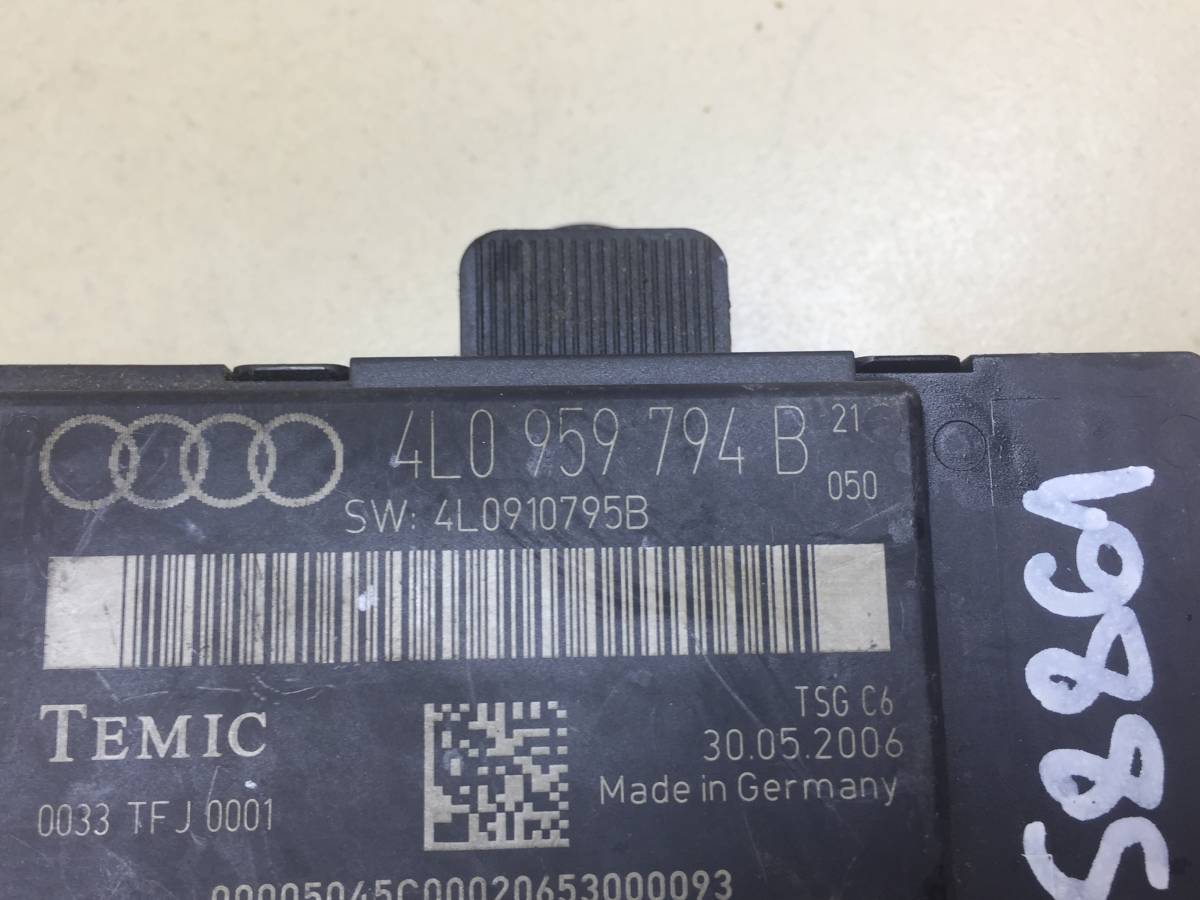 4L0 959 794 B 21
050
SW: 4L0910795B
TEMIC
TSG C6
30.05.2006
Made in Germany
0033 TFJ 0001
00005045C00020653000093